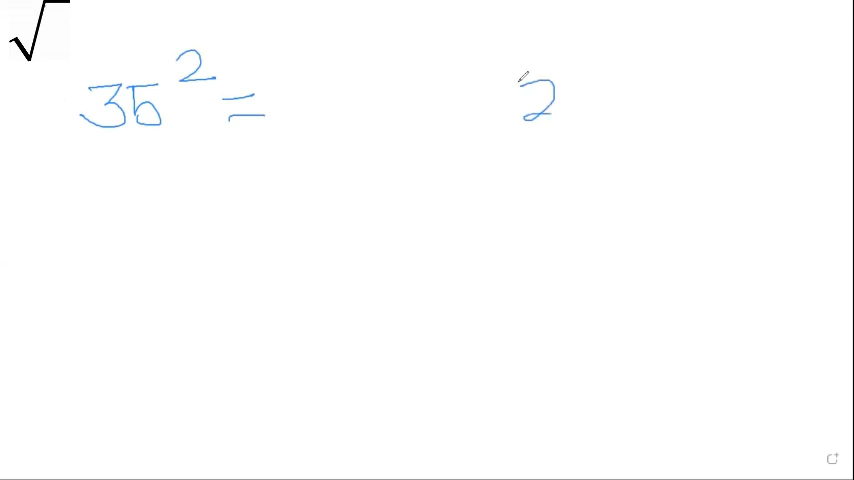 √
35² = 2